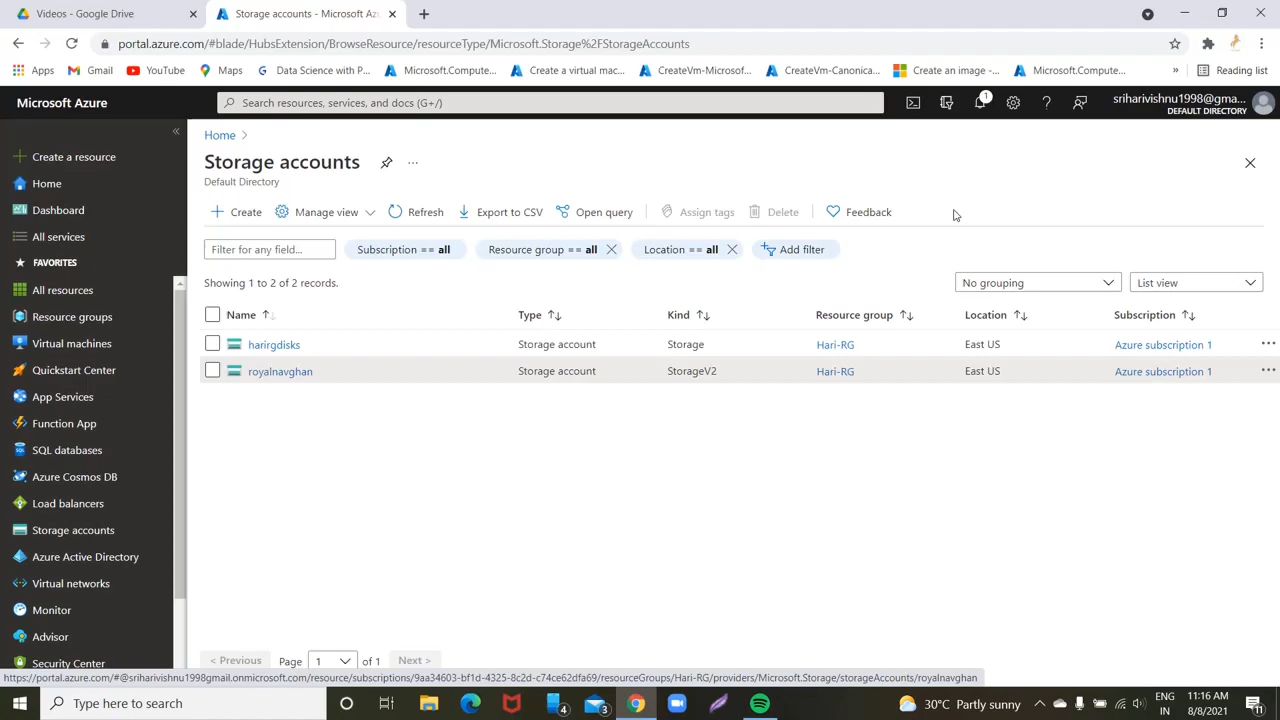 Videos - Google Drive
Storage accounts - Microsoft Az
portal.azure.com/#blade/HubsExtension/BrowseResource/resourceType/Microsoft.Storage%2FStorageAccounts
Apps
Gmail
YouTube
Maps
Data Science with P...
Microsoft.Compute...
Create a virtual mac...
CreateVm-Microsof...
CreateVm-Canonica...
Create an image -...
Microsoft.Compute...
Reading list
Microsoft Azure
Search resources, services, and docs (G+/)
1
sriharivishnu1998@gma...
DEFAULT DIRECTORY
Create a resource
Home
Dashboard
All services
FAVORITES
All resources
Resource groups
Virtual machines
Quickstart Center
App Services
Function App
SQL databases
Azure Cosmos DB
Load balancers
Storage accounts
Azure Active Directory
Virtual networks
Monitor
Advisor
Security Center
Home >
Storage accounts
Default Directory
+ Create
Manage view
Refresh
Export to CSV
Open query
Assign tags
Delete
Feedback
Filter for any field...
Subscription == all
Resource group == all
Location == all
Add filter
Showing 1 to 2 of 2 records.
No grouping
List view
Name Type Kind Resource group Location Subscription
harirgdisks Storage account Storage Hari-RG East US Azure subscription 1
royalnavghan Storage account StorageV2 Hari-RG East US Azure subscription 1
< Previous Page 1 of 1 Next >
https://portal.azure.com/#@sriharivishnu1998gmail.onmicrosoft.com/resource/subscriptions/9aa34603-bf1d-4325-8c2d-c74ce62dfa69/resourceGroups/Hari-RG/providers/Microsoft.Storage/storageAccounts/royalnavghan
Type here to search
4
3
30°C Partly sunny
ENG
IN
11:16 AM
8/8/2021
11